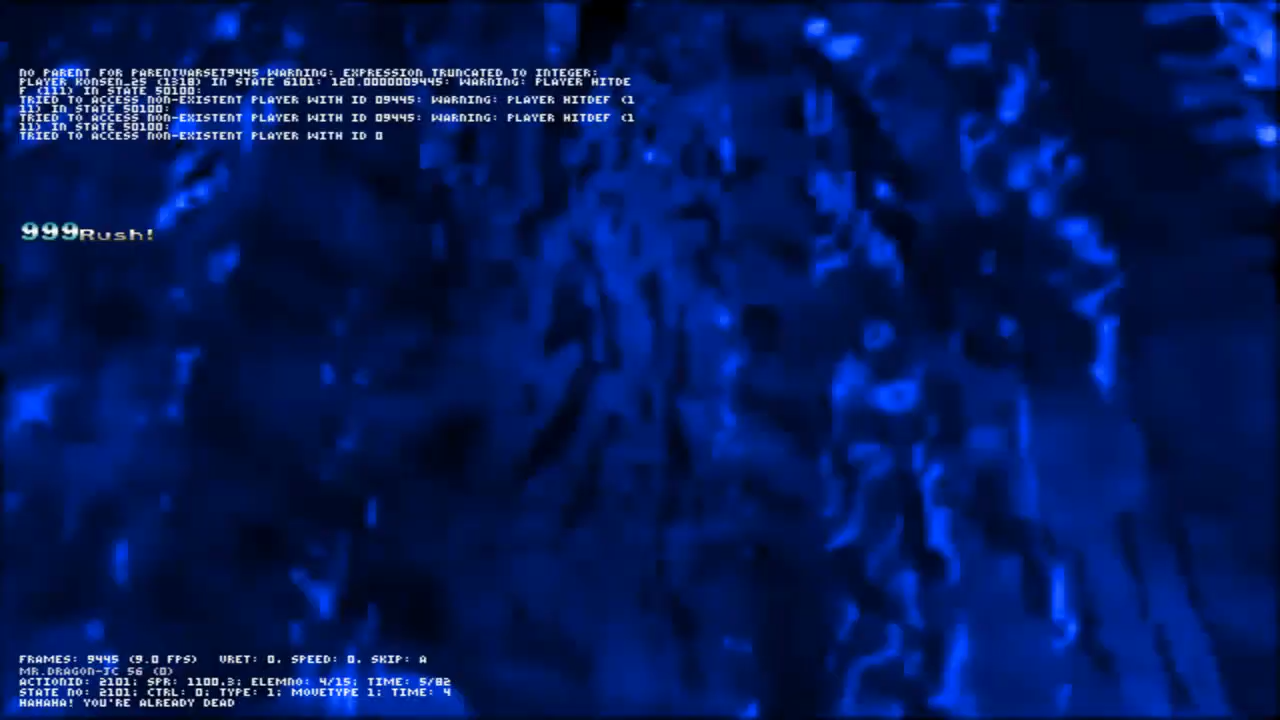 NO PARENT FOR PARENTVARSET9445 WARNING: EXPRESSION TRUNCATED TO INTEGER:
PLAYER KONSEN_25 (1318) IN STATE 6101: 120.0000009445: WARNING: PLAYER HITDE
F (111) IN STATE 50100:
TRIED TO ACCESS NON-EXISTENT PLAYER WITH ID 09445: WARNING: PLAYER HITDEF (1
11) IN STATE 50100:
TRIED TO ACCESS NON-EXISTENT PLAYER WITH ID 09445: WARNING: PLAYER HITDEF (1
11) IN STATE 50100:
TRIED TO ACCESS NON-EXISTENT PLAYER WITH ID 0
999Rush!
FRAMES: 9445 (9.0 FPS) VRET: 0, SPEED: 0, SKIP: A
MR.DRAGON-JC 56 (0)
ACTIONID: 2101; SPR: 1100,3; ELEMNO: 4/15; TIME: 5/82
STATE NO: 2101; CTRL: 0; TYPE: 1; MOVETYPE 1; TIME: 4
HAHAHA! YOU'RE ALREADY DEAD